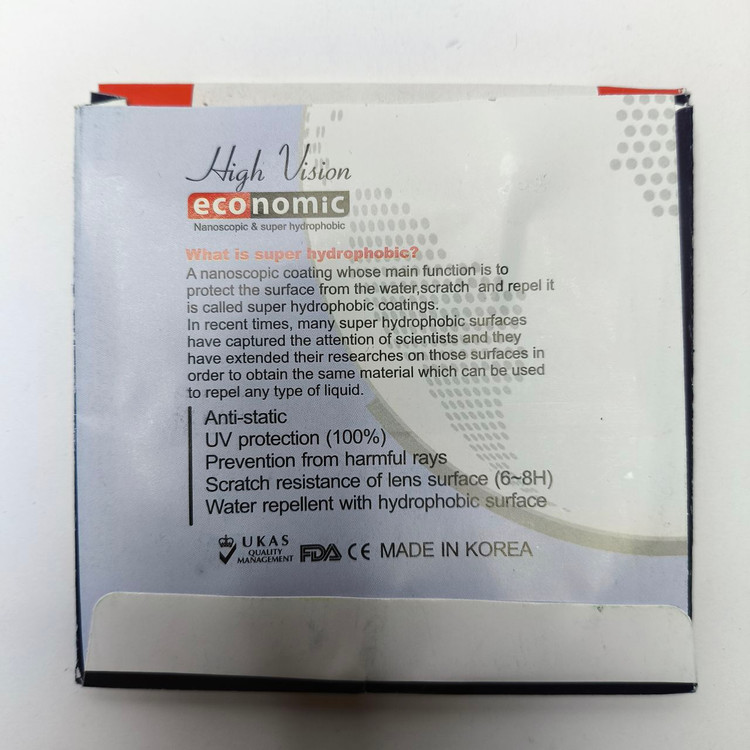 High Vision
economic
Nanoscopic & super hydrophobic
What is super hydrophobic?
A nanoscopic coating whose main function is to
protect the surface from the water,scratch and repel it
is called super hydrophobic coatings.
In recent times, many super hydrophobic surfaces
have captured the attention of scientists and they
have extended their researches on those surfaces in
order to obtain the same material which can be used
to repel any type of liquid.
Anti-static
UV protection (100%)
Prevention from harmful rays
Scratch resistance of lens surface (6~8H)
Water repellent with hydrophobic surface
UKAS
QUALITY
MANAGEMENT
FDA CE MADE IN KOREA